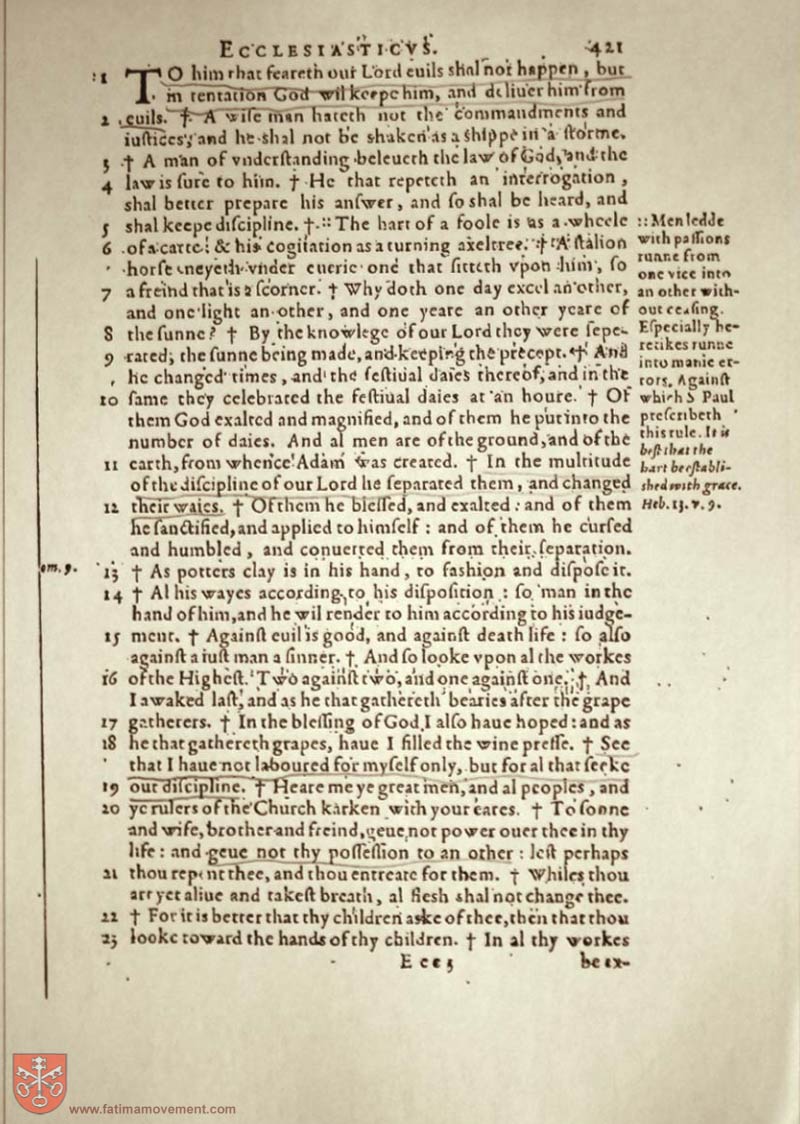 ECCLESIASTICVS. 421
1 TO him that feareth our Lord euils shal not happen, but
in tentation God wil keepe him, and deliuer him from
2 euils. † A wise man hateth not the commandments and
iustices, and he shal not be shaken as a shippe in a storme.
3 † A man of vnderstanding beleueth the law of God, and the
4 law is sure to him. † He that repeteth an interrogation,
shal better prepare his answer, and so shal be heard, and
5 shal keepe discipline. † :: The hart of a foole is as a wheele
6 of a carte: & his cogitation as a turning axeltree. † A stalion
horse neyeth vnder euerie one that sitteth vpon him, so
7 a freind that is a scorner. † Why doth one day excel an other,
and one light an other, and one yeare an other yeare of
8 the sunne? † By the knowlege of our Lord they were sepe-
9 rated, the sunne being made, and keeping the precept. † And
he changed times, and the festiual daies therof, and in the
10 same they celebrated the festiual daies at an houre. † Of
them God exalted and magnified, and of them he put into the
number of daies. And al men are of the ground, and of the
11 earth, from whence Adam was created. † In the multitude
of the discipline of our Lord he separated them, and changed
12 their waies. † Of them he blessed, and exalted: and of them
he sanctified, and applied to himself: and of them he cursed
and humbled, and conuerted them from their separation.
13 † As potters clay is in his hand, to fashion and dispose it.
14 † Al his wayes according to his disposition: so man in the
hand of him, and he wil render to him according to his iudge-
15 ment. † Against euil is good, and against death life: so also
against a iust man a sinner. † And so looke vpon al the workes
16 of the Highest. Two against two, and one against one. † And
I awaked last, and as he that gathereth bearies after the grape
17 gatherers. † In the blessing of God I also haue hoped: and as
18 he that gathereth grapes, haue I filled the wine presse. † See
that I haue not laboured for myself only, but for al that seeke
19 out discipline. † Heare me ye great men, and al peoples, and
20 ye rulers of the Church karken with your eares. † To sonne
and wife, brother and freind, geue not power ouer thee in thy
life: and geue not thy possession to an other: lest perhaps
21 thou repent thee, and thou entreate for them. † Whiles thou
art yet aliue and takest breath, al flesh shal not change thee.
22 † For it is better that thy children aske of thee, then that thou
23 looke toward the hands of thy children. † In al thy workes
Eee 3 be ex-
:: Men ledde
with passions
runne from
one vice into
an other with-
out ceasing.
Especially he-
retikes runne
into manie er-
rors. Against
which S Paul
prescribeth
this rule. It is
best that the
hart be establi-
shed with grace.
Heb. 13. v. 9.
om. 9.
www.fatimamovement.com